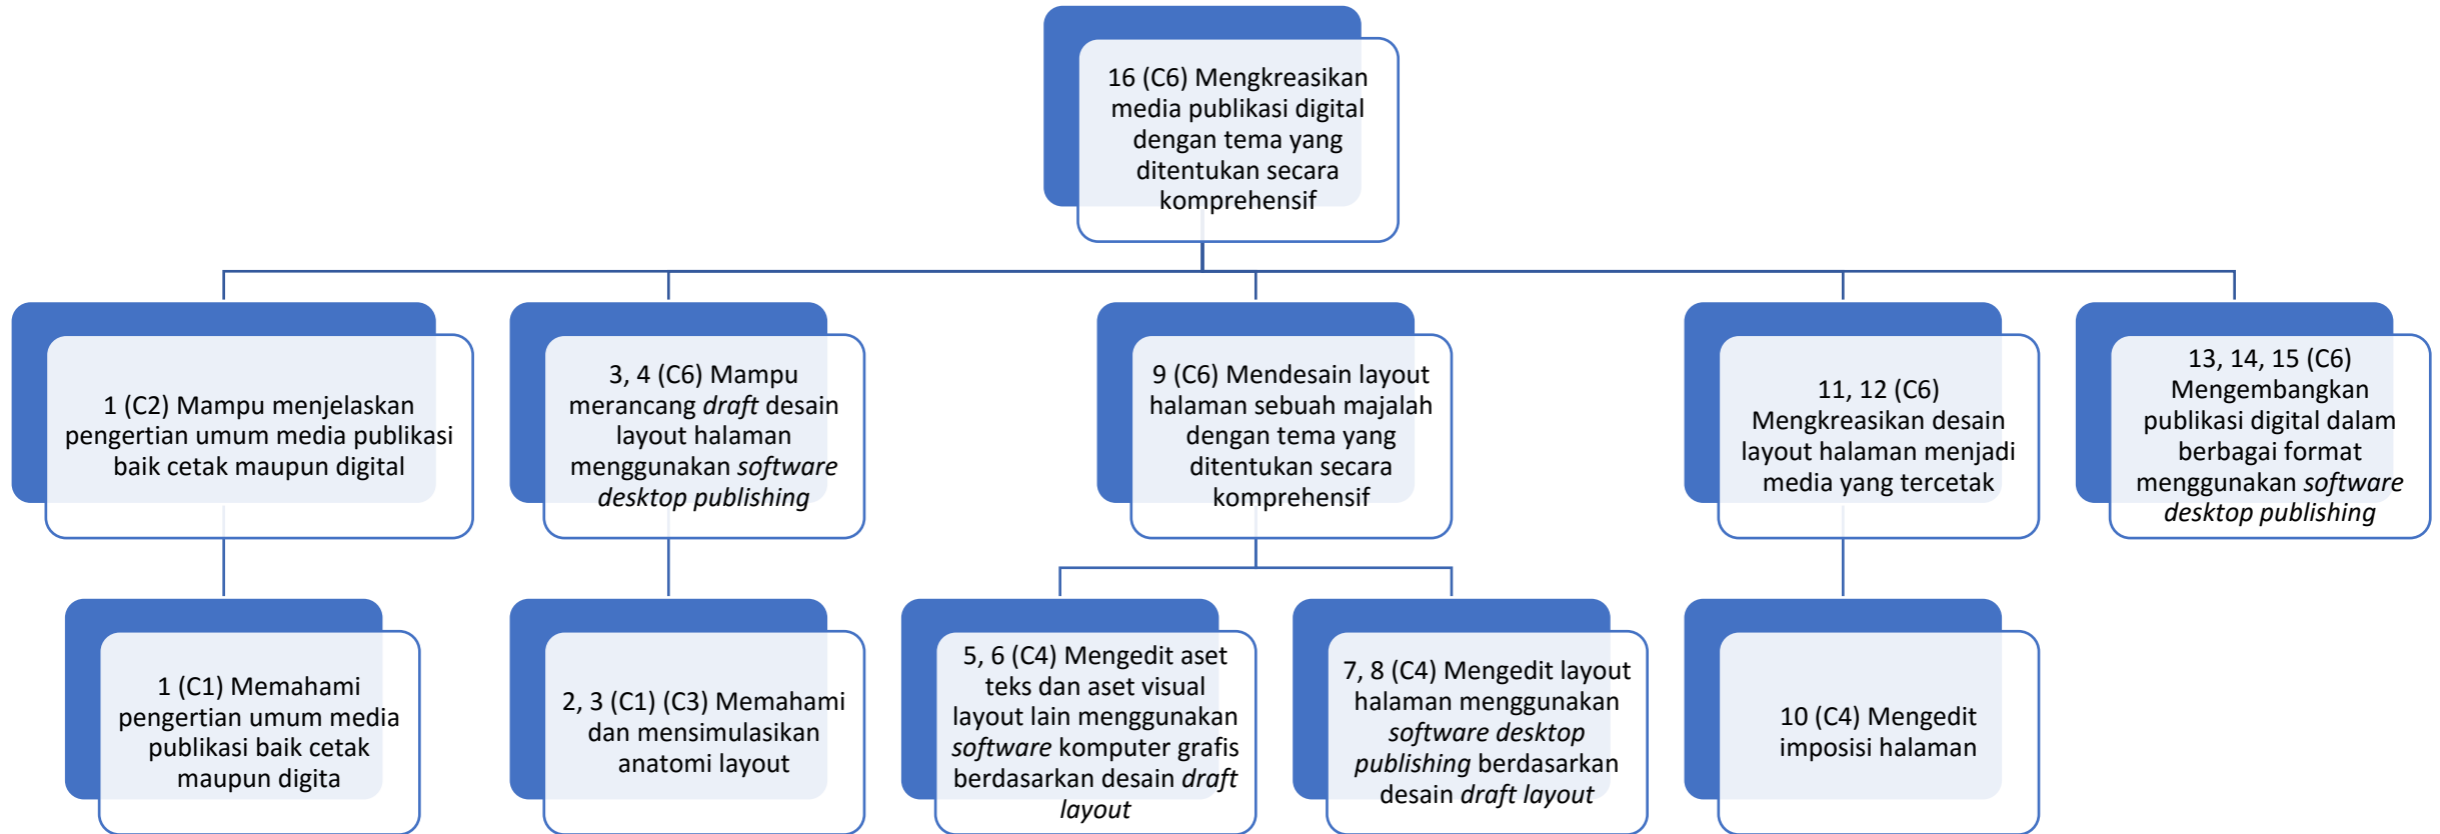 16 (C6) Mengkreasikan
media publikasi digital
dengan tema yang
ditentukan secara
komprehensif
1 (C2) Mampu menjelaskan
pengertian umum media publikasi
baik cetak maupun digital
3, 4 (C6) Mampu
merancang draft desain
layout halaman
menggunakan software
desktop publishing
9 (C6) Mendesain layout
halaman sebuah majalah
dengan tema yang
ditentukan secara
komprehensif
11, 12 (C6)
Mengkreasikan desain
layout halaman menjadi
media yang tercetak
13, 14, 15 (C6)
Mengembangkan
publikasi digital dalam
berbagai format
menggunakan software
desktop publishing
1 (C1) Memahami
pengertian umum media
publikasi baik cetak
maupun digita
2, 3 (C1) (C3) Memahami
dan mensimulasikan
anatomi layout
5, 6 (C4) Mengedit aset
teks dan aset visual
layout lain menggunakan
software komputer grafis
berdasarkan desain draft
layout
7, 8 (C4) Mengedit layout
halaman menggunakan
software desktop
publishing berdasarkan
desain draft layout
10 (C4) Mengedit
imposisi halaman